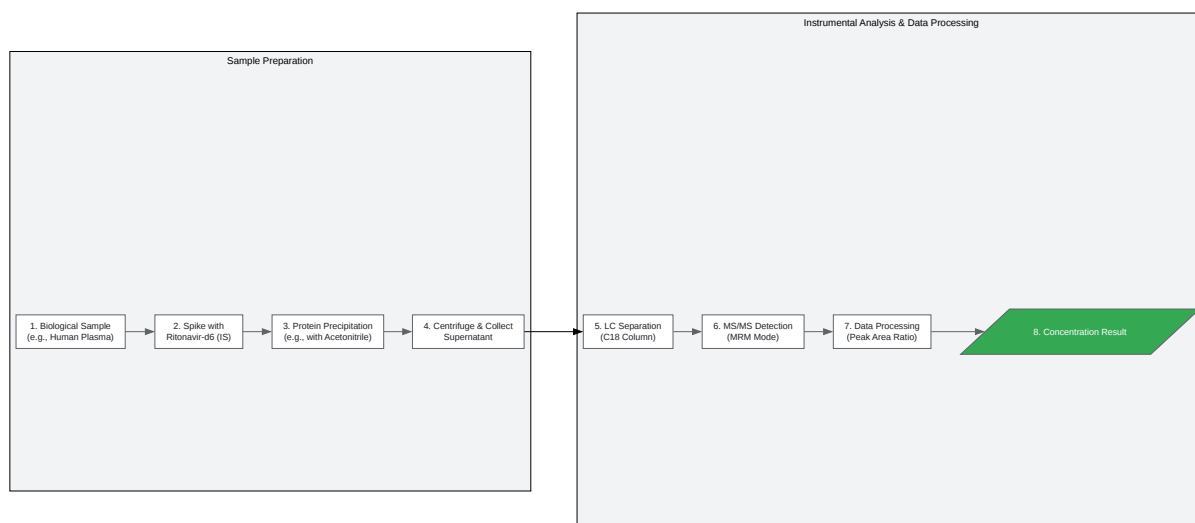 Instrumental Analysis & Data Processing
Sample Preparation
1. Biological Sample
(e.g., Human Plasma)
2. Spike with
Ritonavir-d6 (IS)
3. Protein Precipitation
(e.g., with Acetonitrile)
4. Centrifuge & Collect
Supernatant
5. LC Separation
(C18 Column)
6. MS/MS Detection
(MRM Mode)
7. Data Processing
(Peak Area Ratio)
8. Concentration Result